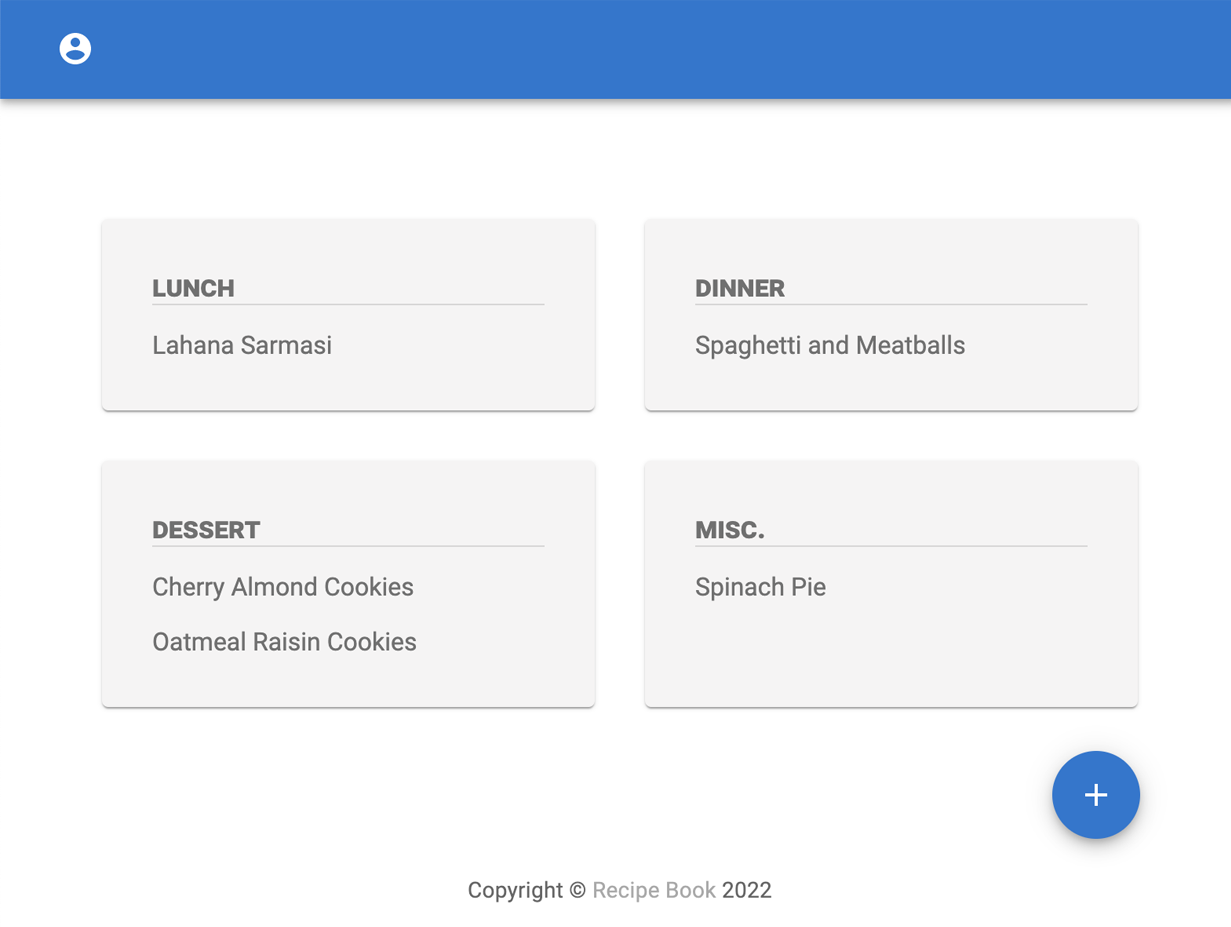 LUNCH
Lahana Sarmasi
DINNER
Spaghetti and Meatballs
DESSERT
Cherry Almond Cookies
Oatmeal Raisin Cookies
MISC.
Spinach Pie
+
Copyright © Recipe Book 2022